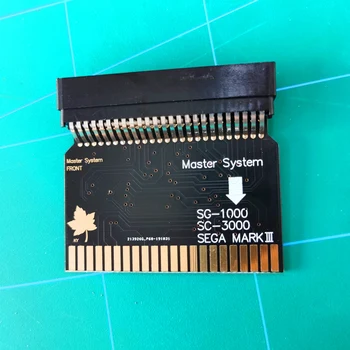 Master System
FRONT
Master System
SG-1000
SC-3000
SEGA MARKⅢ